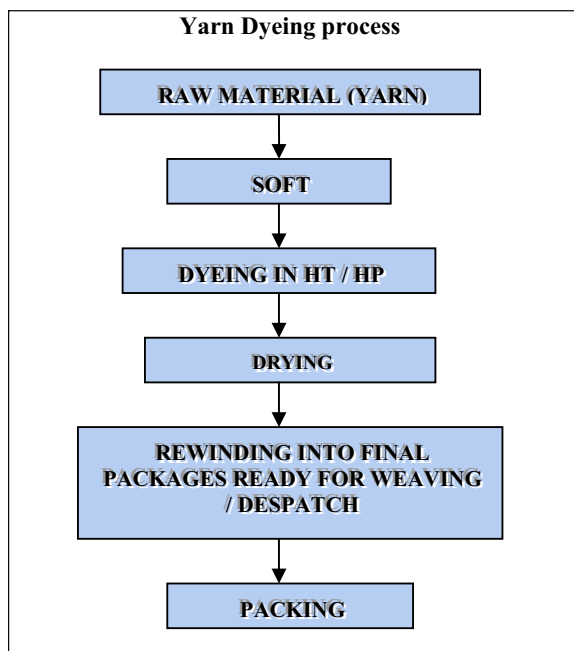 Yarn Dyeing process
RAW MATERIAL (YARN)
SOFT
DYEING IN HT / HP
DRYING
REWINDING INTO FINAL
PACKAGES READY FOR WEAVING
/ DESPATCH
PACKING